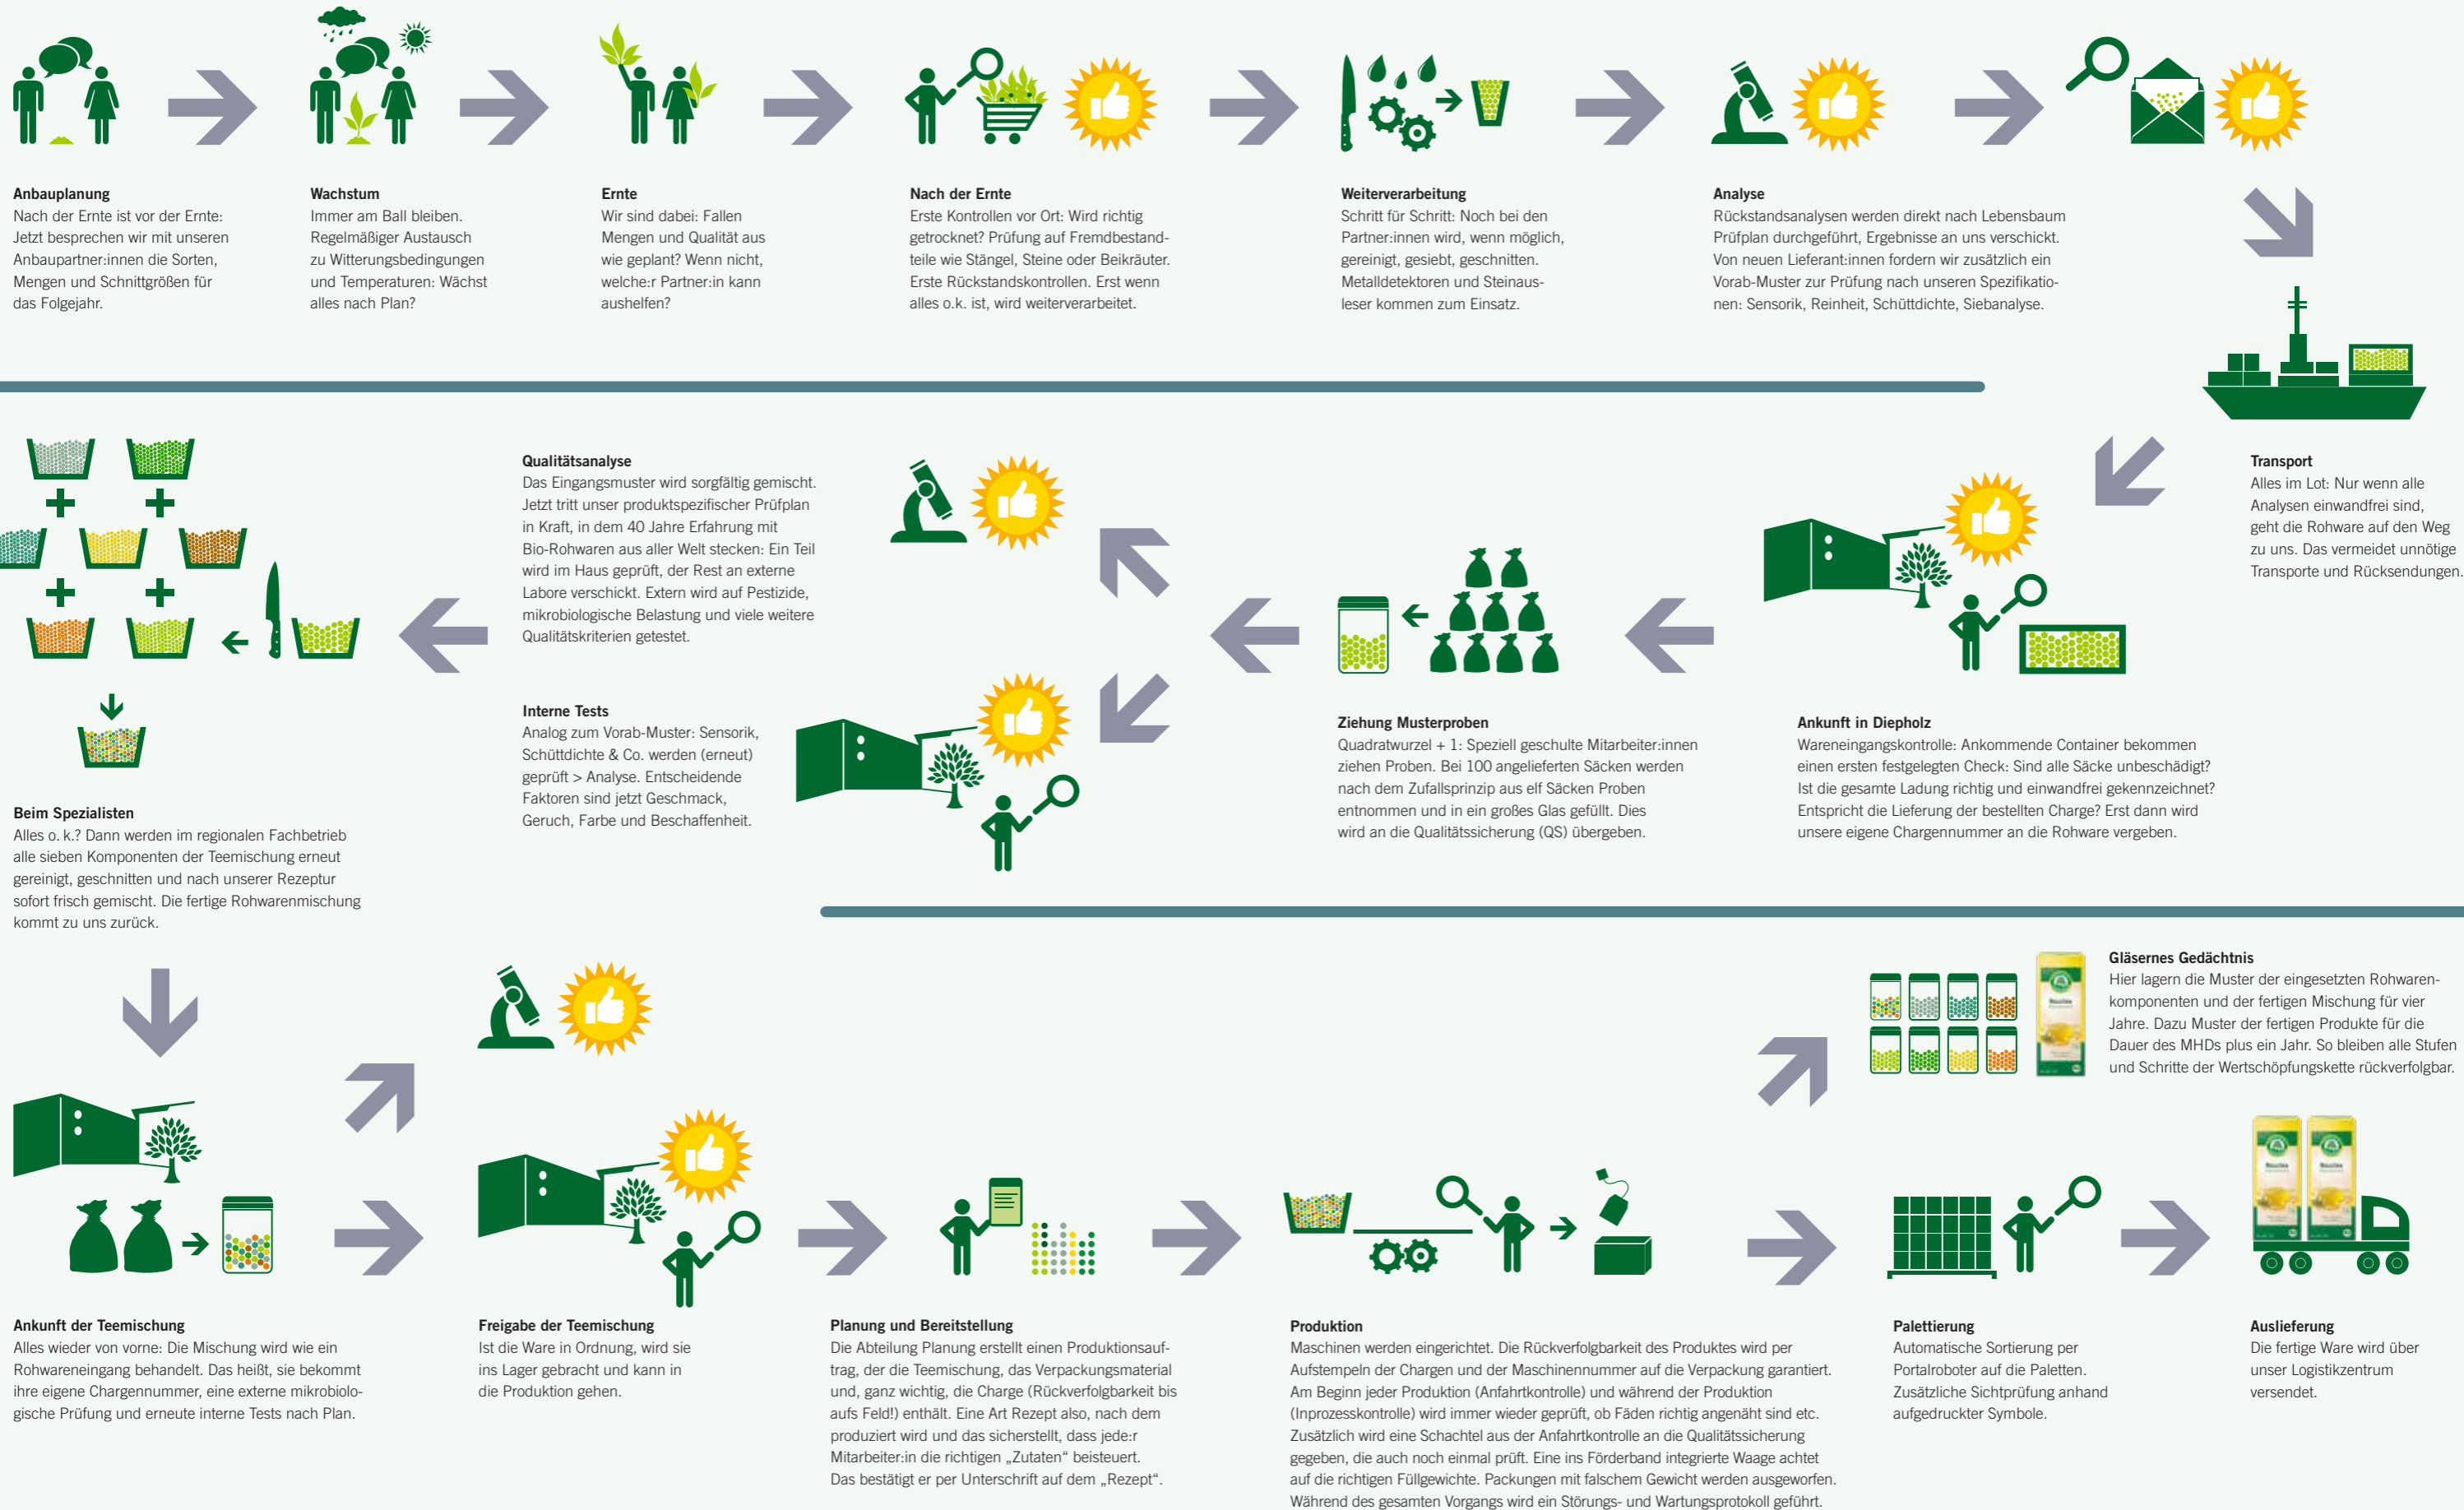 Anbauplanung
Nach der Ernte ist vor der Ernte:
Jetzt besprechen wir mit unseren
Anbaupartner:innen die Sorten,
Mengen und Schnittgrößen für
das Folgejahr.
Wachstum
Immer am Ball bleiben.
Regelmäßiger Austausch
zu Witterungsbedingungen
und Temperaturen: Wächst
alles nach Plan?
Ernte
Wir sind dabei: Fallen
Mengen und Qualität aus
wie geplant? Wenn nicht,
welche:r Partner:in kann
aushelfen?
Nach der Ernte
Erste Kontrollen vor Ort: Wird richtig
getrocknet? Prüfung auf Fremdbestand-
teile wie Stängel, Steine oder Beikräuter.
Erste Rückstandskontrollen. Erst wenn
alles o.k. ist, wird weiterverarbeitet.
Weiterverarbeitung
Schritt für Schritt: Noch bei den
Partner:innen wird, wenn möglich,
gereinigt, gesiebt, geschnitten.
Metalldetektoren und Steinaus-
leser kommen zum Einsatz.
Analyse
Rückstandsanalysen werden direkt nach Lebensbaum
Prüfplan durchgeführt, Ergebnisse an uns verschickt.
Von neuen Lieferant:innen fordern wir zusätzlich ein
Vorab-Muster zur Prüfung nach unseren Spezifikatio-
nen: Sensorik, Reinheit, Schüttdichte, Siebanalyse.
Transport
Alles im Lot: Nur wenn alle
Analysen einwandfrei sind,
geht die Rohware auf den Weg
zu uns. Das vermeidet unnötige
Transporte und Rücksendungen.
Ankunft in Diepholz
Wareneingangskontrolle: Ankommende Container bekommen
einen ersten festgelegten Check: Sind alle Säcke unbeschädigt?
Ist die gesamte Ladung richtig und einwandfrei gekennzeichnet?
Entspricht die Lieferung der bestellten Charge? Erst dann wird
unsere eigene Chargennummer an die Rohware vergeben.
Ziehung Musterproben
Quadratwurzel + 1: Speziell geschulte Mitarbeiter:innen
ziehen Proben. Bei 100 angelieferten Säcken werden
nach dem Zufallsprinzip aus elf Säcken Proben
entnommen und in ein großes Glas gefüllt. Dies
wird an die Qualitätssicherung (QS) übergeben.
Qualitätsanalyse
Das Eingangsmuster wird sorgfältig gemischt.
Jetzt tritt unser produktspezifischer Prüfplan
in Kraft, in dem 40 Jahre Erfahrung mit
Bio-Rohwaren aus aller Welt stecken: Ein Teil
wird im Haus geprüft, der Rest an externe
Labore verschickt. Extern wird auf Pestizide,
mikrobiologische Belastung und viele weitere
Qualitätskriterien getestet.
Interne Tests
Analog zum Vorab-Muster: Sensorik,
Schüttdichte & Co. werden (erneut)
geprüft > Analyse. Entscheidende
Faktoren sind jetzt Geschmack,
Geruch, Farbe und Beschaffenheit.
Beim Spezialisten
Alles o. k.? Dann werden im regionalen Fachbetrieb
alle sieben Komponenten der Teemischung erneut
gereinigt, geschnitten und nach unserer Rezeptur
sofort frisch gemischt. Die fertige Rohwarenmischung
kommt zu uns zurück.
Ankunft der Teemischung
Alles wieder von vorne: Die Mischung wird wie ein
Rohwareneingang behandelt. Das heißt, sie bekommt
ihre eigene Chargennummer, eine externe mikrobiolo-
gische Prüfung und erneute interne Tests nach Plan.
Freigabe der Teemischung
Ist die Ware in Ordnung, wird sie
ins Lager gebracht und kann in
die Produktion gehen.
Planung und Bereitstellung
Die Abteilung Planung erstellt einen Produktionsauf-
trag, der die Teemischung, das Verpackungsmaterial
und, ganz wichtig, die Charge (Rückverfolgbarkeit bis
aufs Feld!) enthält. Eine Art Rezept also, nach dem
produziert wird und das sicherstellt, dass jede:r
Mitarbeiter:in die richtigen „Zutaten“ beisteuert.
Das bestätigt er per Unterschrift auf dem „Rezept“.
Produktion
Maschinen werden eingerichtet. Die Rückverfolgbarkeit des Produktes wird per
Aufstempeln der Chargen und der Maschinennummer auf die Verpackung garantiert.
Am Beginn jeder Produktion (Anfahrtkontrolle) und während der Produktion
(Inprozesskontrolle) wird immer wieder geprüft, ob Fäden richtig angenäht sind etc.
Zusätzlich wird eine Schachtel aus der Anfahrtkontrolle an die Qualitätssicherung
gegeben, die auch noch einmal prüft. Eine ins Förderband integrierte Waage achtet
auf die richtigen Füllgewichte. Packungen mit falschem Gewicht werden ausgeworfen.
Während des gesamten Vorgangs wird ein Störungs- und Wartungsprotokoll geführt.
Gläsernes Gedächtnis
Hier lagern die Muster der eingesetzten Rohwaren-
komponenten und der fertigen Mischung für vier
Jahre. Dazu Muster der fertigen Produkte für die
Dauer des MHDs plus ein Jahr. So bleiben alle Stufen
und Schritte der Wertschöpfungskette rückverfolgbar.
Palettierung
Automatische Sortierung per
Portalroboter auf die Paletten.
Zusätzliche Sichtprüfung anhand
aufgedruckter Symbole.
Auslieferung
Die fertige Ware wird über
unser Logistikzentrum
versendet.